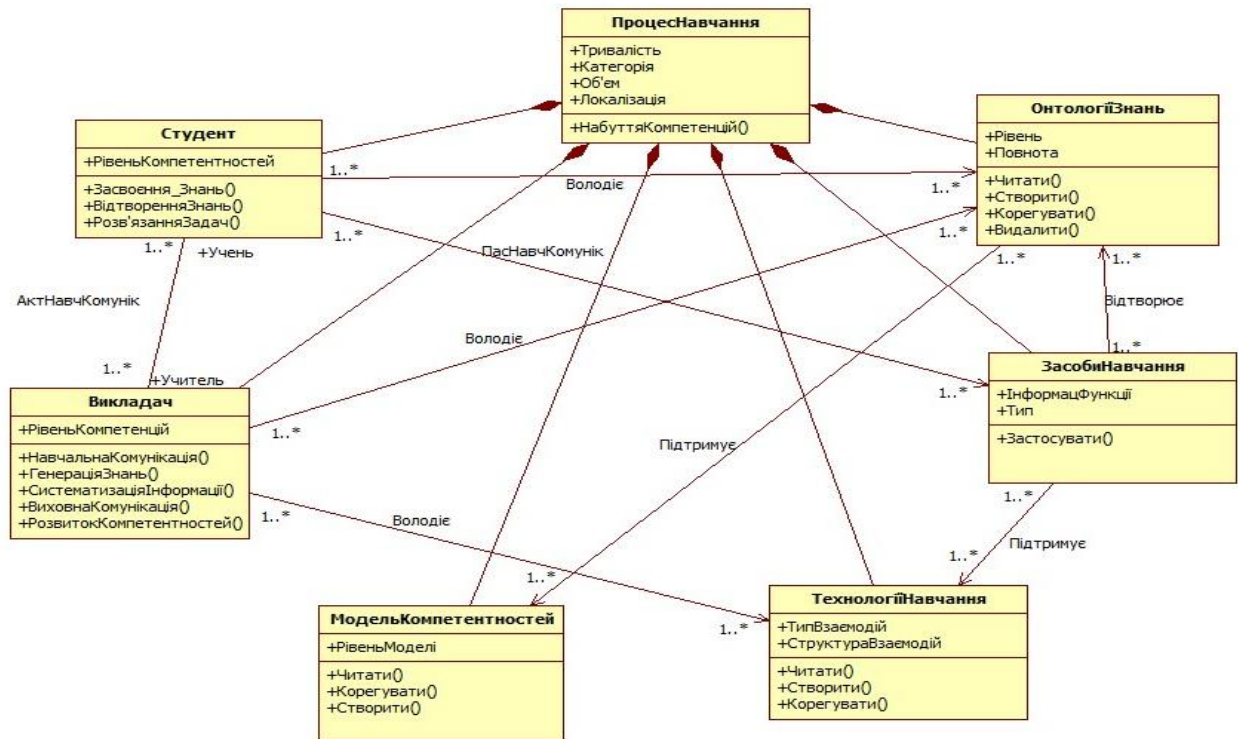 ПроцесНавчання
+Тривалість
+Категорія
+Об'єм
+Локалізація
+НабуттяКомпетенцій()
Студент
+РівеньКомпетентностей
+Засвоєння_Знань()
+ВідтворенняЗнань()
+Розв'язанняЗадач()
ОнтологіїЗнань
+Рівень
+Повнота
+Читати()
+Створити()
+Корегувати()
+Видалити()
1..*
Володіє
1..*
1..*
+Учень
1..*
ПасНавчКомунік
1..*
1..*
1..*
АктНавчКомунік
Відтворює
1..*
Володіє
1..*
+Учитель
1..*
ЗасобиНавчання
+ІнформацФункції
+Тип
+Застосувати()
Викладач
+РівеньКомпетенцій
+НавчальнаКомунікація()
+ГенераціяЗнань()
+СистематизаціяІнформації()
+ВиховнаКомунікація()
+РозвитокКомпетентностей()
1..*
Підтримує
1..*
1..*
Володіє
Підтримує
1..*
1..*
1..*
МодельКомпетентностей
+РівеньМоделі
+Читати()
+Корегувати()
+Створити()
ТехнологіїНавчання
+ТипВзаємодій
+СтруктураВзаємодій
+Читати()
+Створити()
+Корегувати()